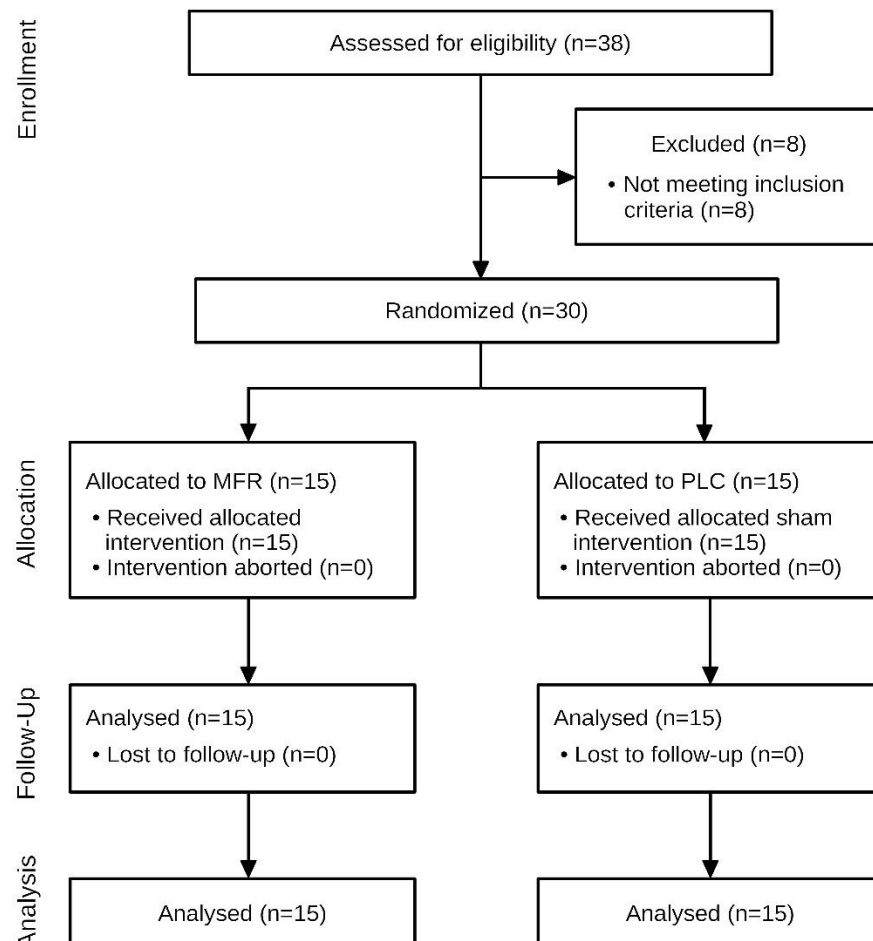 Enrollment
Assessed for eligibility (n=38)
Excluded (n=8)
• Not meeting inclusion
criteria (n=8)
Randomized (n=30)
Allocation
Allocated to MFR (n=15)
• Received allocated
intervention (n=15)
• Intervention aborted (n=0)
Allocated to PLC (n=15)
• Received allocated sham
intervention (n=15)
• Intervention aborted (n=0)
Follow-Up
Analysed (n=15)
• Lost to follow-up (n=0)
Analysed (n=15)
• Lost to follow-up (n=0)
Analysis
Analysed (n=15)
Analysed (n=15)